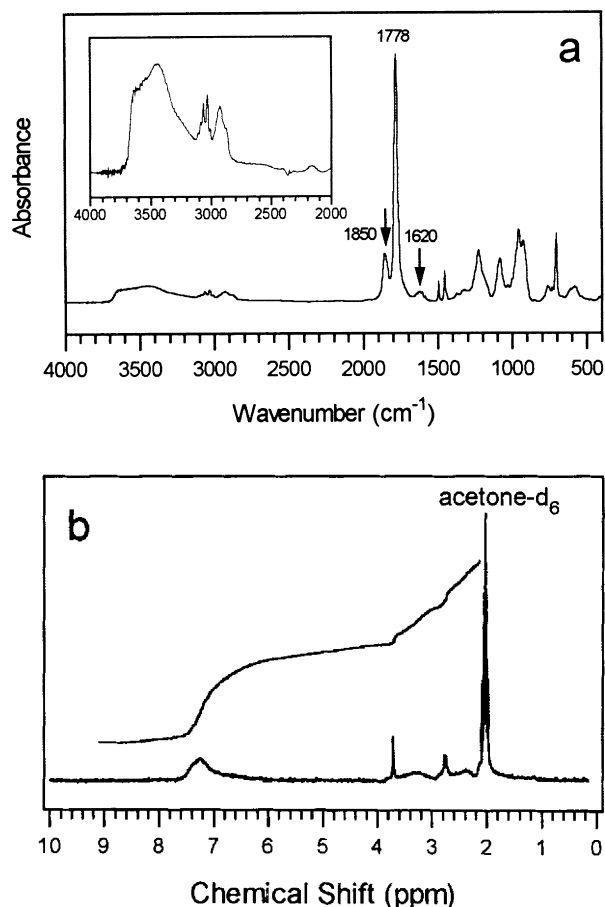 1778
a
Absorbance
4000 3500 3000 2500 2000
1850
1620
4000 3500 3000 2500 2000 1500 1000 500
Wavenumber (cm⁻¹)
acetone-d₆
b
10 9 8 7 6 5 4 3 2 1 0
Chemical Shift (ppm)